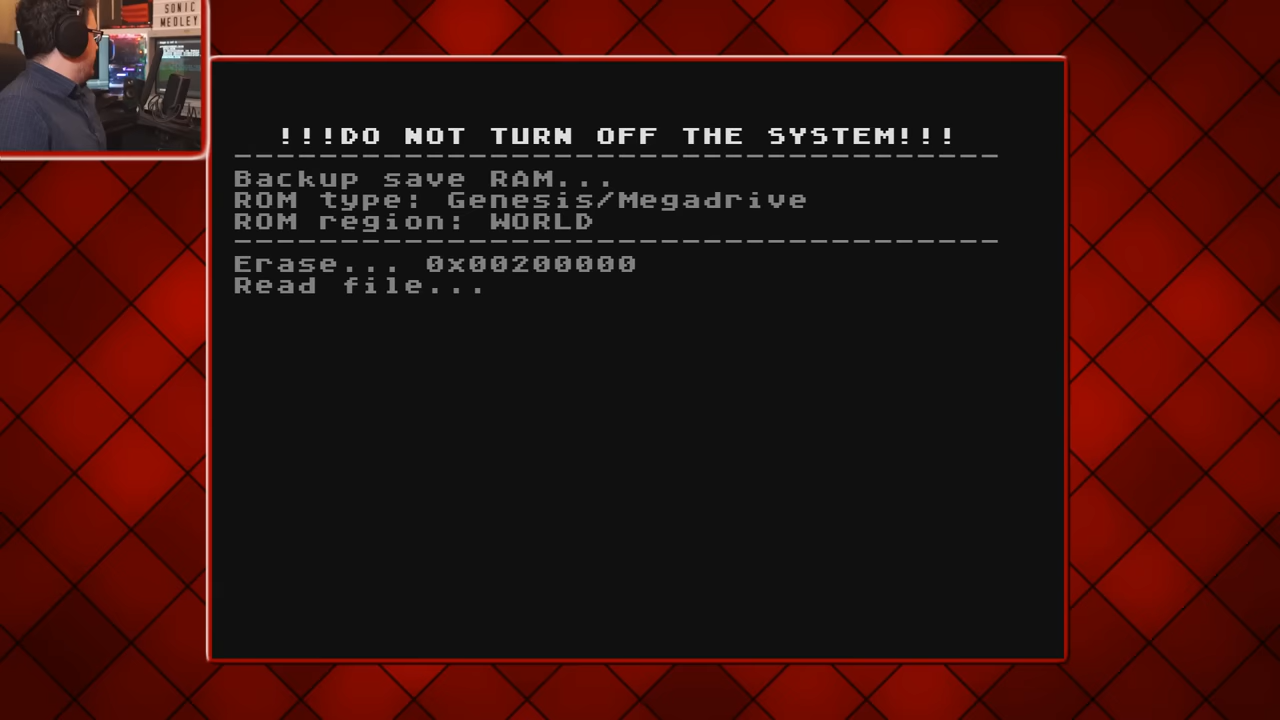 SONIC
MEDLEY
!!!DO NOT TURN OFF THE SYSTEM!!!
------------------------------------
Backup save RAM...
ROM type: Genesis/Megadrive
ROM region: WORLD
------------------------------------
Erase... 0x00200000
Read file...